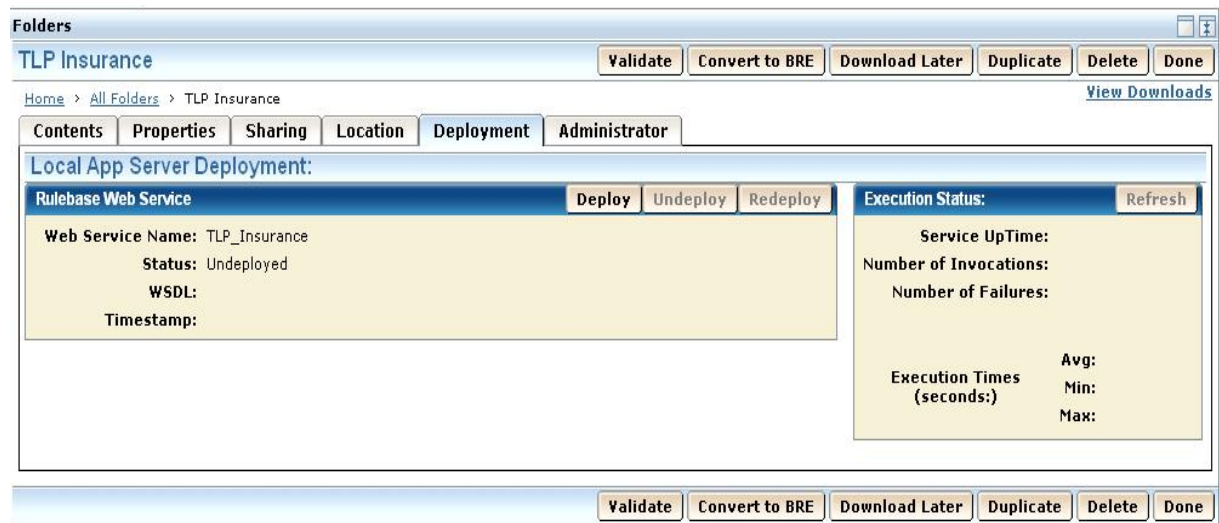 Folders
TLP Insurance Validate Convert to BRE Download Later Duplicate Delete Done
Home > All Folders > TLP Insurance View Downloads
Contents Properties Sharing Location Deployment Administrator
Local App Server Deployment:
Rulebase Web Service Deploy Undeploy Redeploy
Web Service Name: TLP_Insurance
Status: Undeployed
WSDL:
Timestamp:
Execution Status: Refresh
Service UpTime:
Number of Invocations:
Number of Failures:
Execution Times
(seconds:)
Avg:
Min:
Max:
Validate Convert to BRE Download Later Duplicate Delete Done